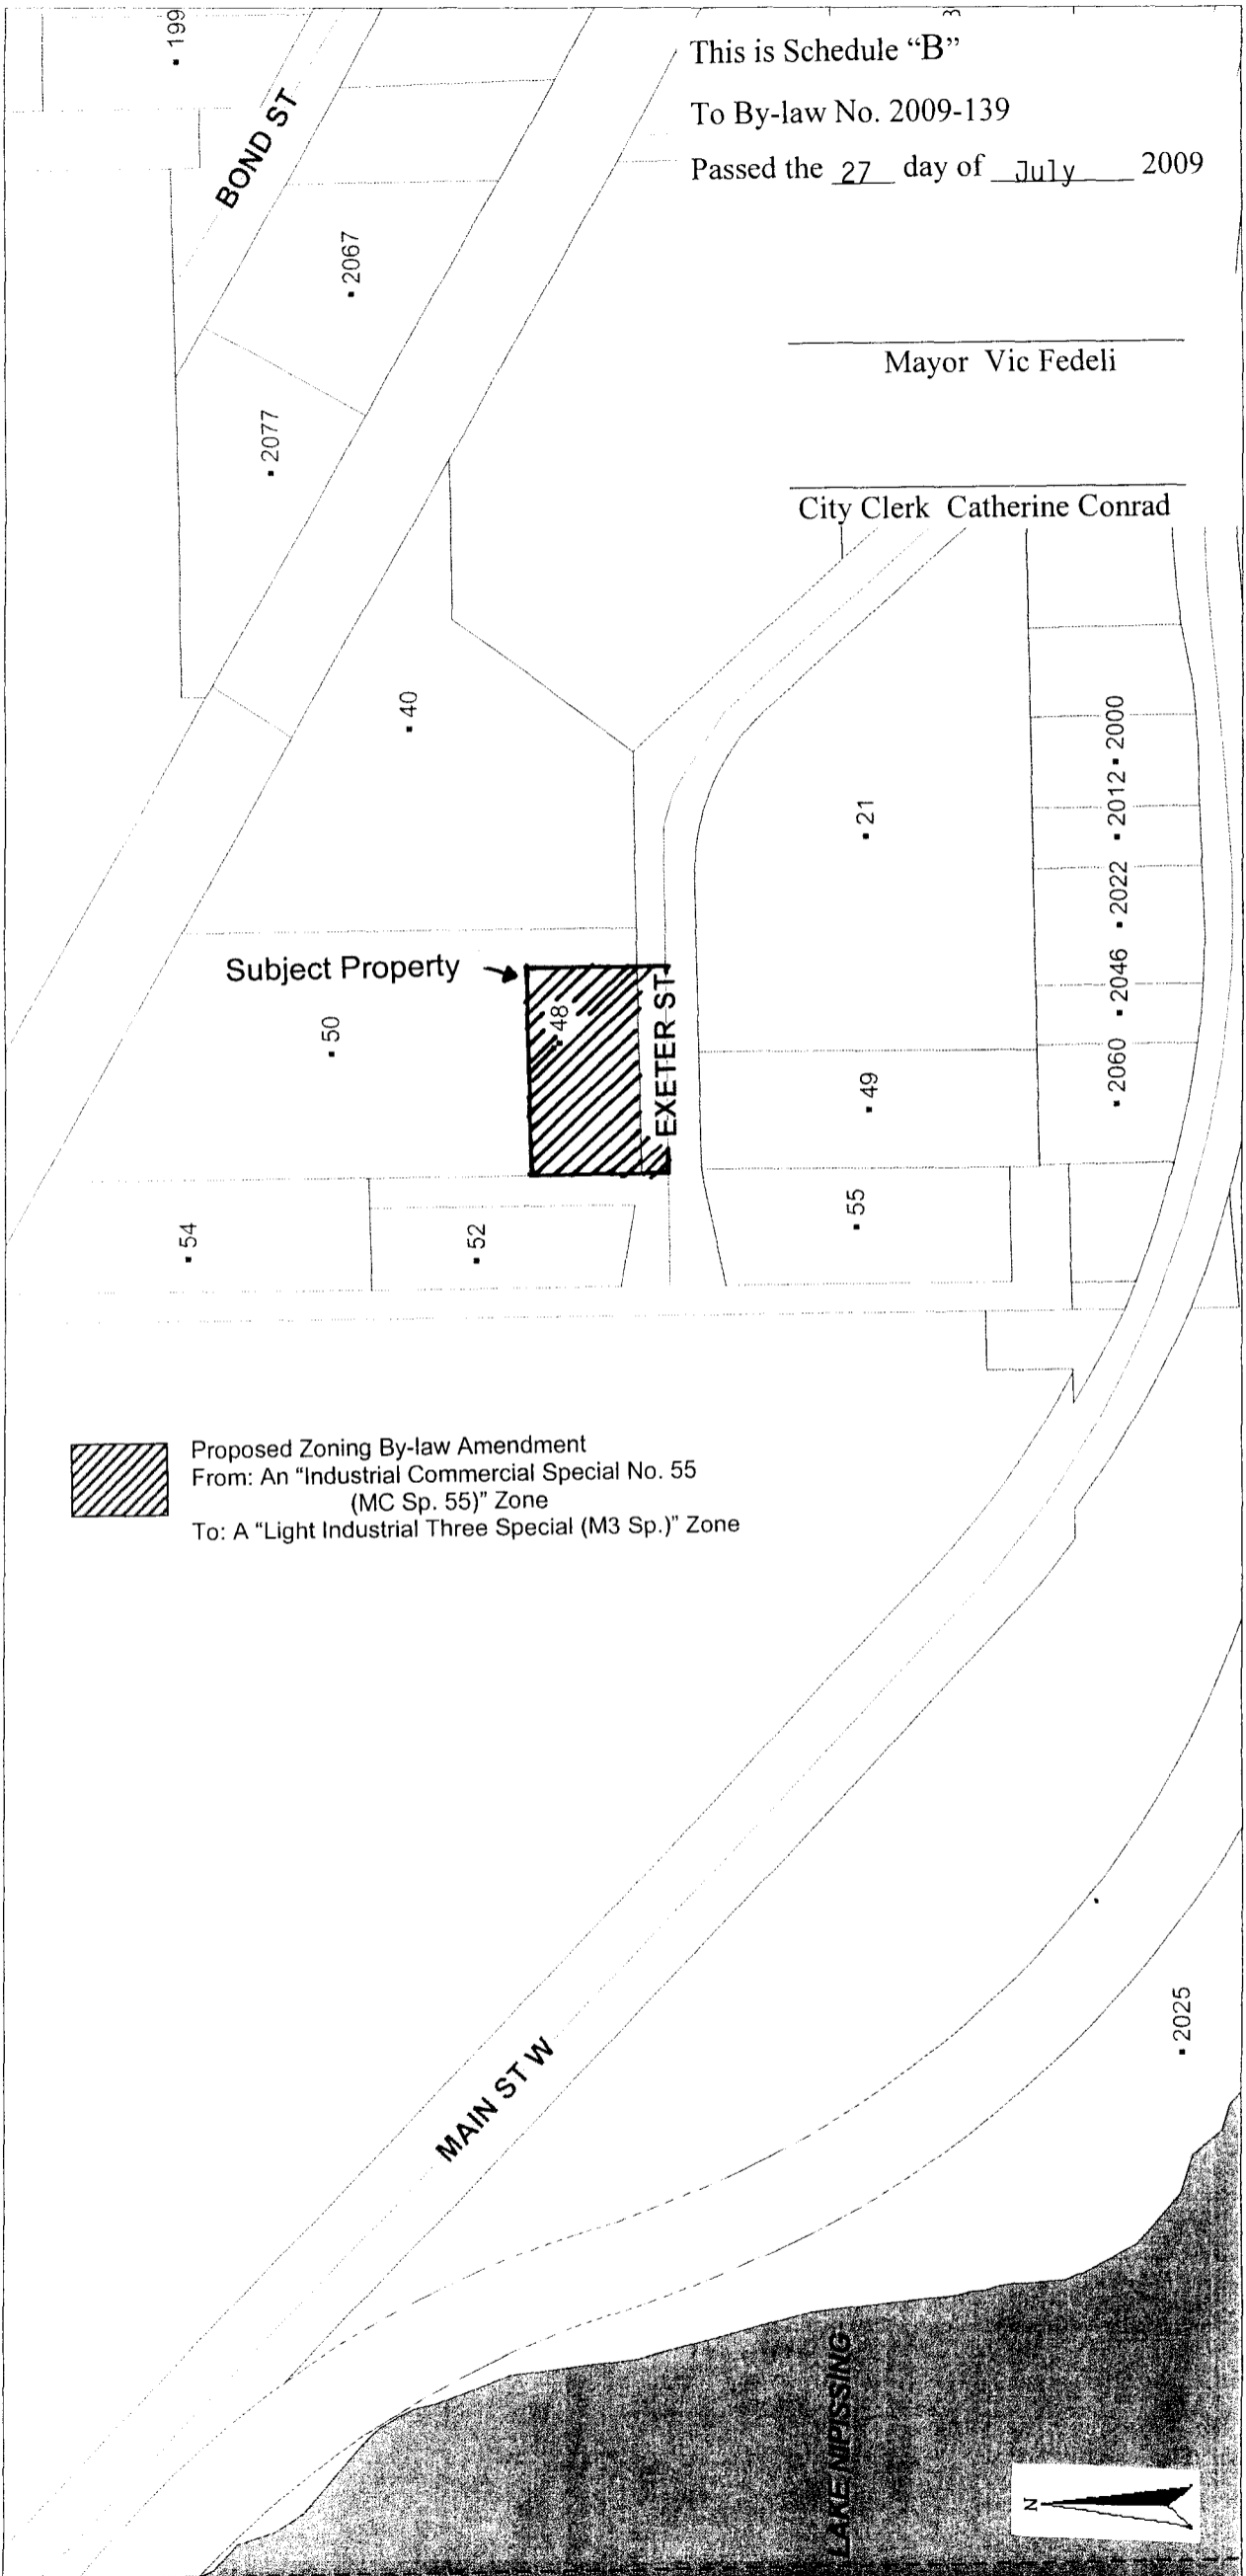 This is Schedule “B”
To By-law No. 2009-139
Passed the 27 day of July 2009
Mayor Vic Fedeli
City Clerk Catherine Conrad
199
BOND ST
2067
2077
40
21
2000
2012
2022
2046
2060
Subject Property
48
50
EXETER ST
49
55
54
52
Proposed Zoning By-law Amendment
From: An “Industrial Commercial Special No. 55
(MC Sp. 55)” Zone
To: A “Light Industrial Three Special (M3 Sp.)” Zone
MAIN ST W
2025
LAKE NIPISSING
N